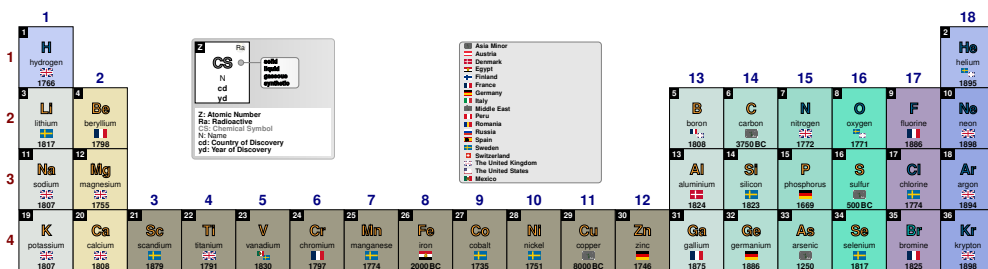 1
18
1
H
hydrogen
1766
2
He
helium
1895
1
Z
Ra
CS
N
cd
yd
solid
liquid
gaseous
synthetic
Z: Atomic Number
Ra: Radioactive
CS: Chemical Symbol
N: Name
cd: Country of Discovery
yd: Year of Discovery
Asia Minor
Austria
Denmark
Egypt
Finland
France
Germany
Italy
Middle East
Peru
Romania
Russia
Spain
Sweden
Switzerland
The United Kingdom
The United States
Mexico
2
13
14
15
16
17
2
3
Li
lithium
1817
4
Be
beryllium
1798
5
B
boron
1808
6
C
carbon
3750 BC
7
N
nitrogen
1772
8
O
oxygen
1771
9
F
fluorine
1886
10
Ne
neon
1898
3
11
Na
sodium
1807
12
Mg
magnesium
1755
13
Al
aluminium
1824
14
Si
silicon
1823
15
P
phosphorus
1669
16
S
sulfur
500 BC
17
Cl
chlorine
1774
18
Ar
argon
1894
3
4
5
6
7
8
9
10
11
12
4
19
K
potassium
1807
20
Ca
calcium
1808
21
Sc
scandium
1879
22
Ti
titanium
1791
23
V
vanadium
1830
24
Cr
chromium
1797
25
Mn
manganese
1774
26
Fe
iron
2000 BC
27
Co
cobalt
1735
28
Ni
nickel
1751
29
Cu
copper
8000 BC
30
Zn
zinc
1746
31
Ga
gallium
1875
32
Ge
germanium
1886
33
As
arsenic
1250
34
Se
selenium
1817
35
Br
bromine
1825
36
Kr
krypton
1898